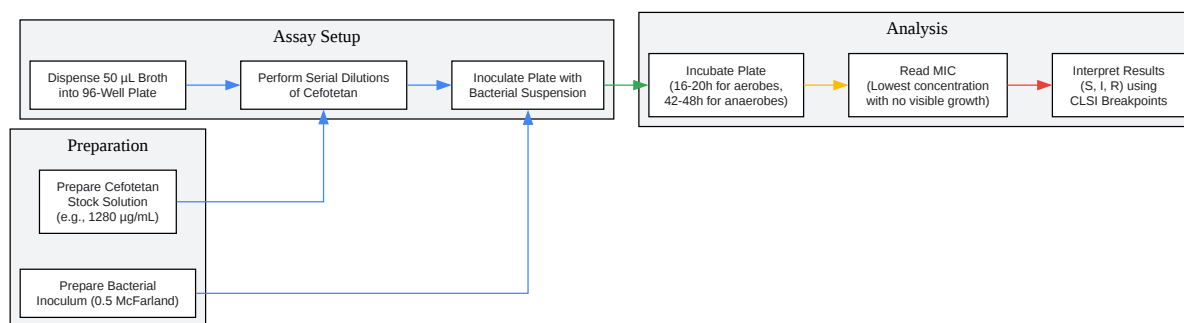 Assay Setup
Dispense 50 µL Broth
into 96-Well Plate
Perform Serial Dilutions
of Cefotetan
Inoculate Plate with
Bacterial Suspension
Analysis
Incubate Plate
(16-20h for aerobes,
42-48h for anaerobes)
Read MIC
(Lowest concentration
with no visible growth)
Interpret Results
(S, I, R) using
CLSI Breakpoints
Preparation
Prepare Cefotetan
Stock Solution
(e.g., 1280 µg/mL)
Prepare Bacterial
Inoculum (0.5 McFarland)